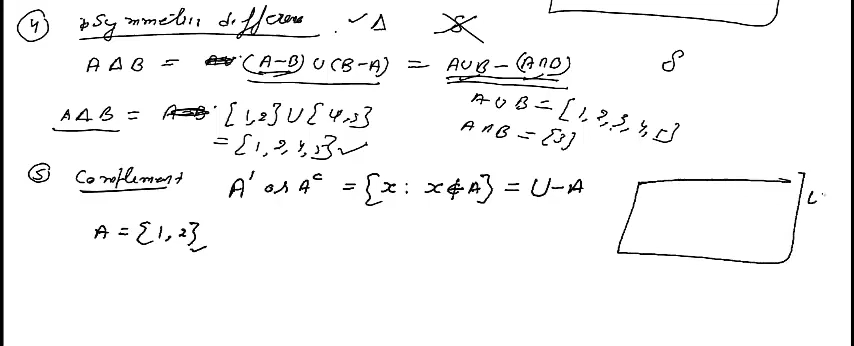 (4) Symmetric difference. ✓ Δ
A Δ B = (A-B) ∪ (B-A) = A∪B - (A∩B) δ
A Δ B = {1,2} ∪ {4,5}
A∪B = {1,2,3,4,5}
A∩B = {3}
= {1,2,4,5} ✓
(5) Complement A' or Aᶜ = {x : x ∉ A} = U-A
A = {1,2}